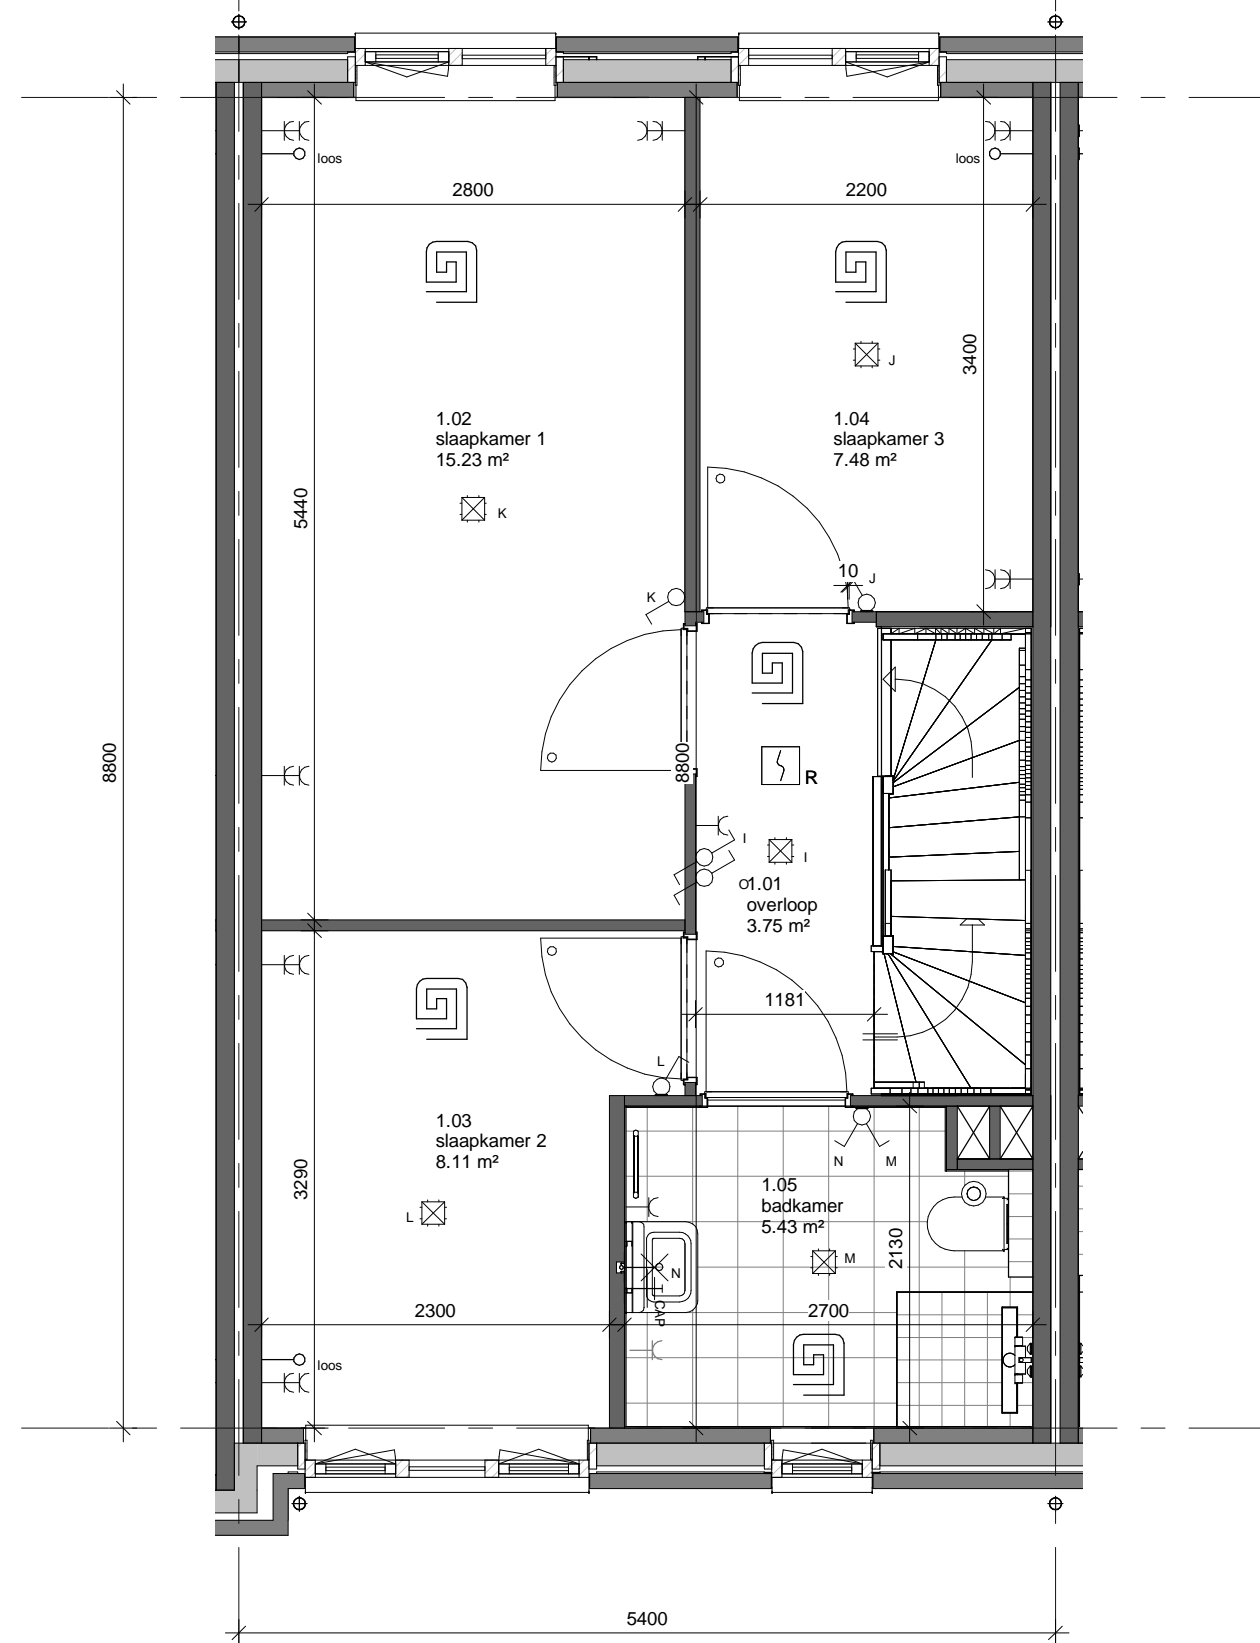 loos
loos
2800
2200
3400
J
1.02
slaapkamer 1
15.23 m²
1.04
slaapkamer 3
7.48 m²
5440
K
10
J
K
8800
8800
R
I
I
1.01
overloop
3.75 m²
1181
L
1.03
slaapkamer 2
8.11 m²
N
M
3290
1.05
badkamer
5.43 m²
L
2130
M
N
CAP
2300
2700
loos
5400